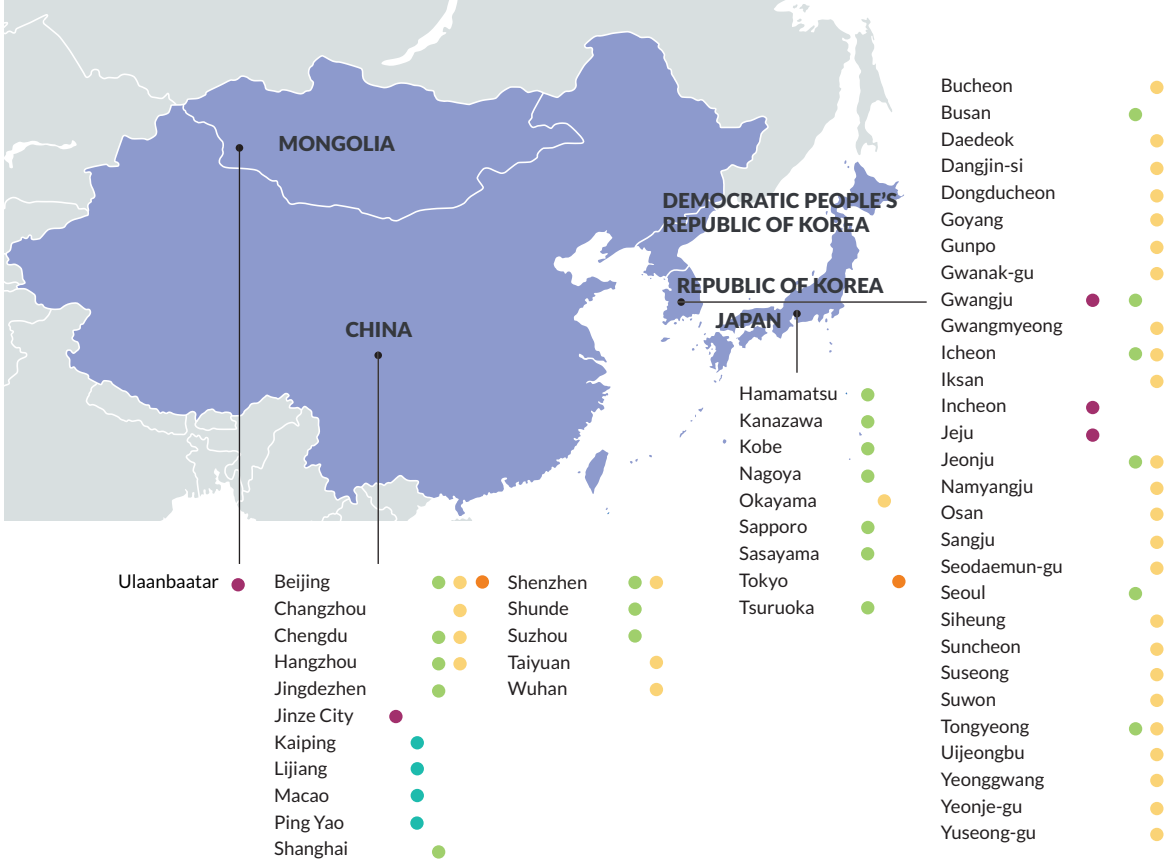 MONGOLIA
DEMOCRATIC PEOPLE'S
REPUBLIC OF KOREA
REPUBLIC OF KOREA
JAPAN
CHINA
Ulaanbaatar
Beijing
Changzhou
Chengdu
Hangzhou
Jingdezhen
Jinze City
Kaiping
Lijiang
Macao
Ping Yao
Shanghai
Shenzhen
Shunde
Suzhou
Taiyuan
Wuhan
Hamamatsu
Kanazawa
Kobe
Nagoya
Okayama
Sapporo
Sasayama
Tokyo
Tsuruoka
Bucheon
Busan
Daedeok
Dangjin-si
Dongducheon
Goyang
Gunpo
Gwanak-gu
Gwangju
Gwangmyeong
Icheon
Iksan
Incheon
Jeju
Jeonju
Namyangju
Osan
Sangju
Seodaemun-gu
Seoul
Siheung
Suncheon
Suseong
Suwon
Tongyeong
Uijeongbu
Yeonggwang
Yeonje-gu
Yuseong-gu